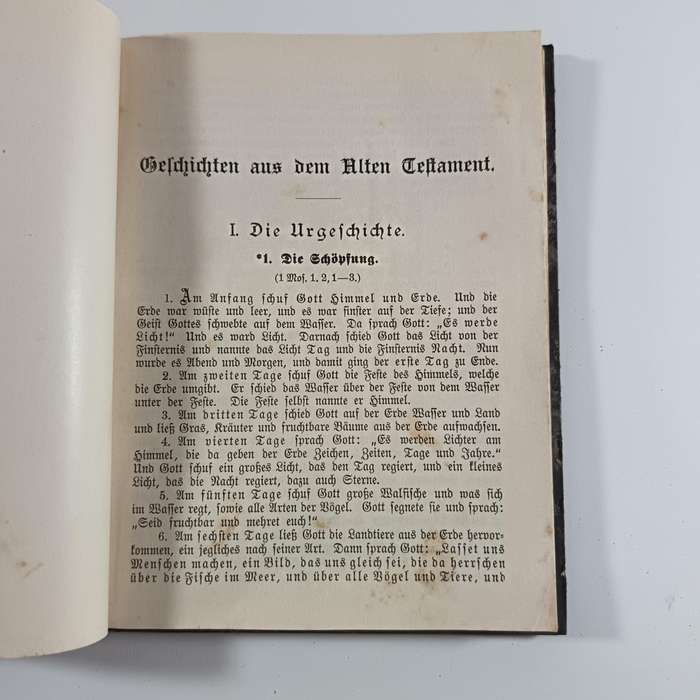 Geschichten aus dem Alten Testament.
I. Die Urgeschichte.
*1. Die Schöpfung.
(1 Mos. 1. 2, 1—3.)
1. Am Anfang schuf Gott Himmel und Erde. Und die
Erde war wüste und leer, und es war finster auf der Tiefe; und der
Geist Gottes schwebte auf dem Wasser. Da sprach Gott: „Es werde
Licht!“ Und es ward Licht. Darnach schied Gott das Licht von der
Finsternis und nannte das Licht Tag und die Finsternis Nacht. Nun
wurde es Abend und Morgen, und damit ging der erste Tag zu Ende.
2. Am zweiten Tage schuf Gott die Feste des Himmels, welche
die Erde umgibt. Er schied das Wasser über der Feste von dem Wasser
unter der Feste. Die Feste selbst nannte er Himmel.
3. Am dritten Tage schied Gott auf der Erde Wasser und Land
und ließ Gras, Kräuter und fruchtbare Bäume aus der Erde aufwachsen.
4. Am vierten Tage sprach Gott: „Es werden Lichter am
Himmel, die da geben der Erde Zeichen, Zeiten, Tage und Jahre.“
Und Gott schuf ein großes Licht, das den Tag regiert, und ein kleines
Licht, das die Nacht regiert, dazu auch Sterne.
5. Am fünften Tage schuf Gott große Walfische und was sich
im Wasser regt, sowie alle Arten der Vögel. Gott segnete sie und sprach:
„Seid fruchtbar und mehret euch!“
6. Am sechsten Tage ließ Gott die Landtiere aus der Erde hervor-
kommen, ein jegliches nach seiner Art. Dann sprach Gott: „Lasset uns
Menschen machen, ein Bild, das uns gleich sei, die da herrschen
über die Fische im Meer, und über alle Vögel und Tiere, und